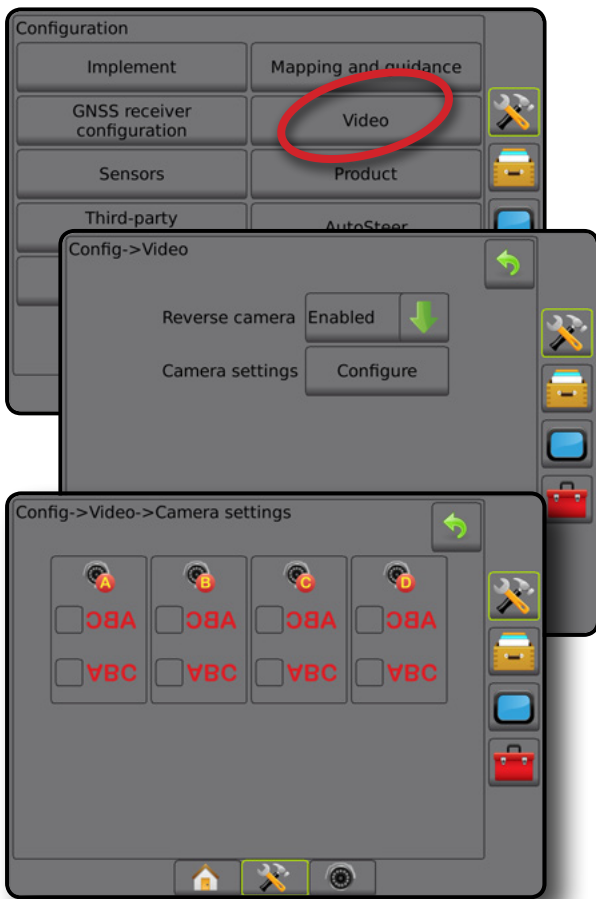 Configuration
Implement
Mapping and guidance
GNSS receiver
configuration
Video
Sensors
Product
Third-party
AutoSteer
Config->Video
Reverse camera
Enabled
Camera settings
Configure
Config->Video->Camera settings
A
B
C
D
ABC
ABC
ABC
ABC
ABC
ABC
ABC
ABC